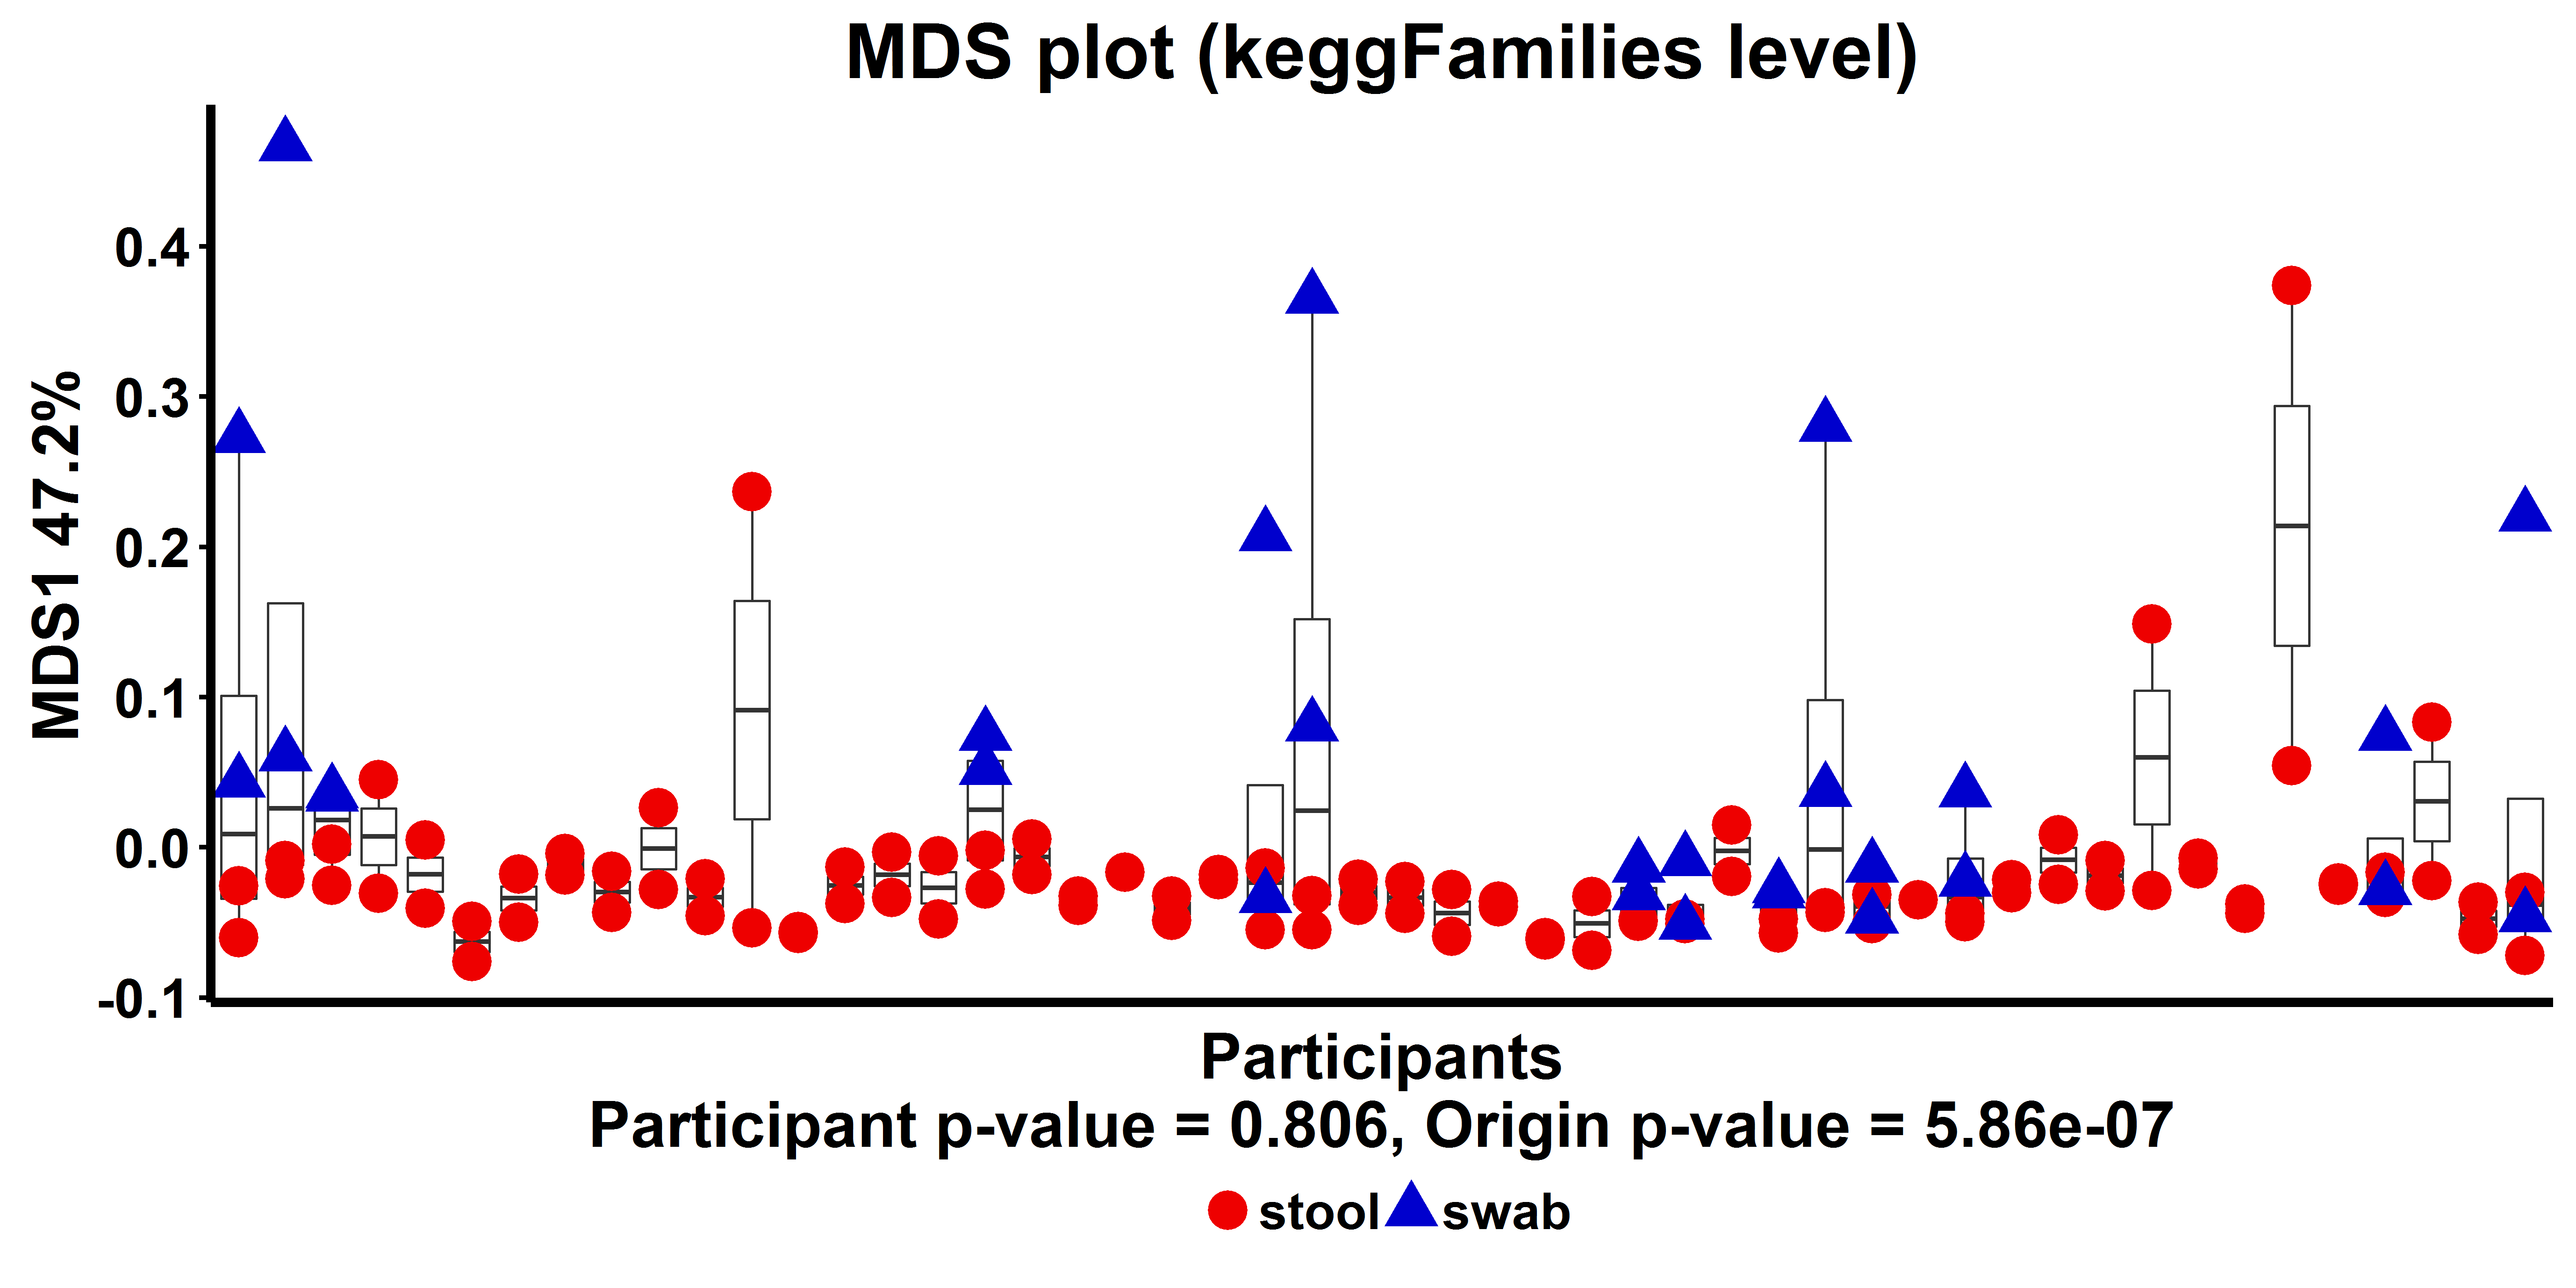 MDS plot (keggFamilies level)
MDS1 47.2%
0.4
0.3
0.2
0.1
0.0
-0.1
Participants
Participant p-value = 0.806, Origin p-value = 5.86e-07
stool swab